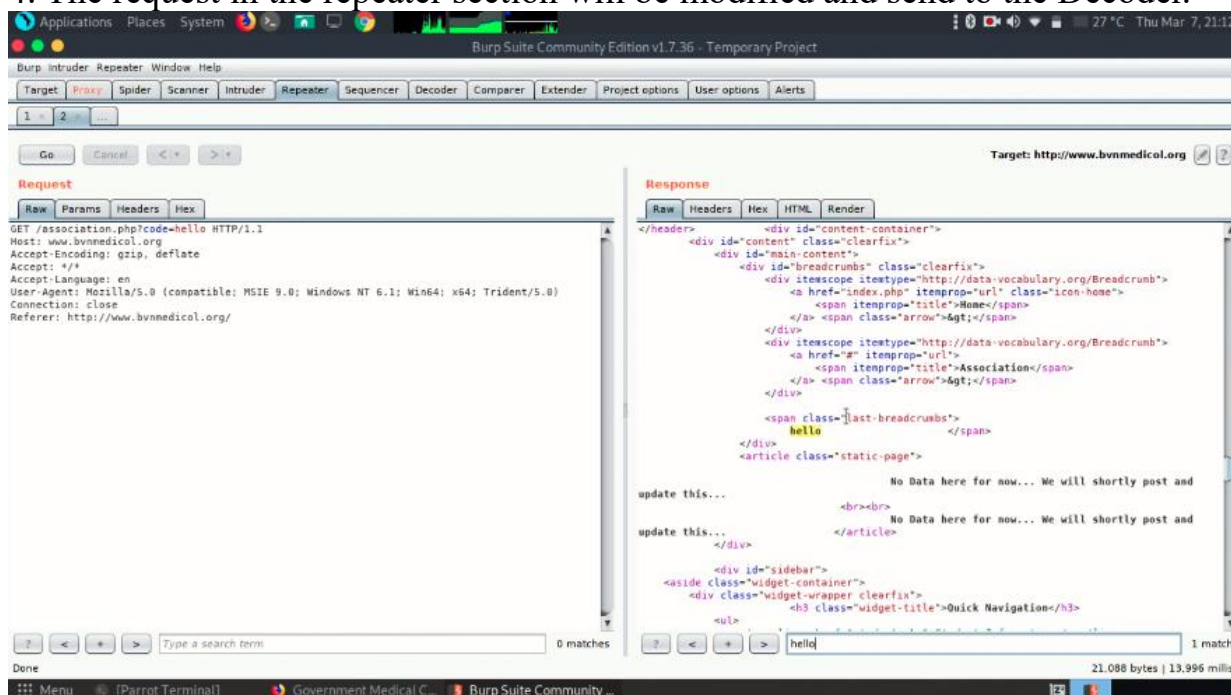 4. The request in the repeater section will be modified and send to the Decoder.
Applications Places System 27 °C Thu Mar 7, 21:12
Burp Suite Community Edition v1.7.36 - Temporary Project
Burp Intruder Repeater Window Help
Target Proxy Spider Scanner Intruder Repeater Sequencer Decoder Comparer Extender Project options User options Alerts
1 × 2 × ...
Go Cancel < > Target: http://www.bvnmedicol.org ?
Request
Raw Params Headers Hex
GET /association.php?code=hello HTTP/1.1
Host: www.bvnmedicol.org
Accept-Encoding: gzip, deflate
Accept: */*
Accept-Language: en
User-Agent: Mozilla/5.0 (compatible; MSIE 9.0; Windows NT 6.1; Win64; x64; Trident/5.0)
Connection: close
Referer: http://www.bvnmedicol.org/
? < + > Type a search term 0 matches
Response
Raw Headers Hex HTML Render
</header> <div id="content-container">
<div id="content" class="clearfix">
<div id="main-content">
<div id="breadcrumbs" class="clearfix">
<div itemscope itemtype="http://data-vocabulary.org/Breadcrumb">
<a href="index.php" itemprop="url" class="icon-home">
<span itemprop="title">Home</span>
</a> <span class="arrow">&gt;</span>
</div>
<div itemscope itemtype="http://data-vocabulary.org/Breadcrumb">
<a href="#" itemprop="url">
<span itemprop="title">Association</span>
</a> <span class="arrow">&gt;</span>
</div>
<span class="last-breadcrumbs">
hello </span>
</div>
<article class="static-page">
No Data here for now... We will shortly post and
update this...
<br><br>
No Data here for now... We will shortly post and
update this... </article>
</div>
<div id="sidebar">
<aside class="widget-container">
<div class="widget-wrapper clearfix">
<h3 class="widget-title">Quick Navigation</h3>
<ul>
? < + > hello 1 match
Done 21,088 bytes | 13,996 millis
Menu [Parrot Terminal] Government Medical C... Burp Suite Community ...